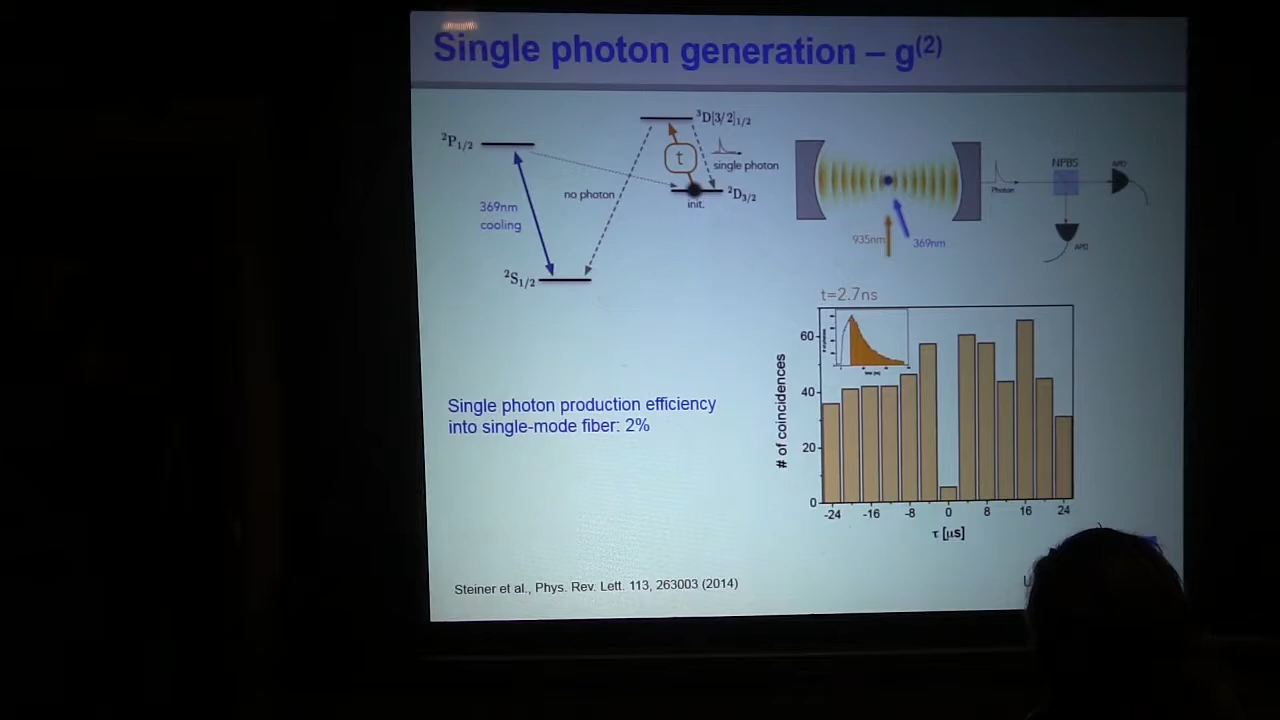 Single photon generation – g(2)
²P1/2
369nm
cooling
²S1/2
no photon
t
³D[3/2]1/2
single photon
²D3/2
init.
935nm
369nm
Photon
NPBS
APD
APD
t=2.7ns
# of coincidences
60
40
20
0
-24 -16 -8 0 8 16 24
τ [μs]
Single photon production efficiency
into single-mode fiber: 2%
Steiner et al., Phys. Rev. Lett. 113, 263003 (2014)